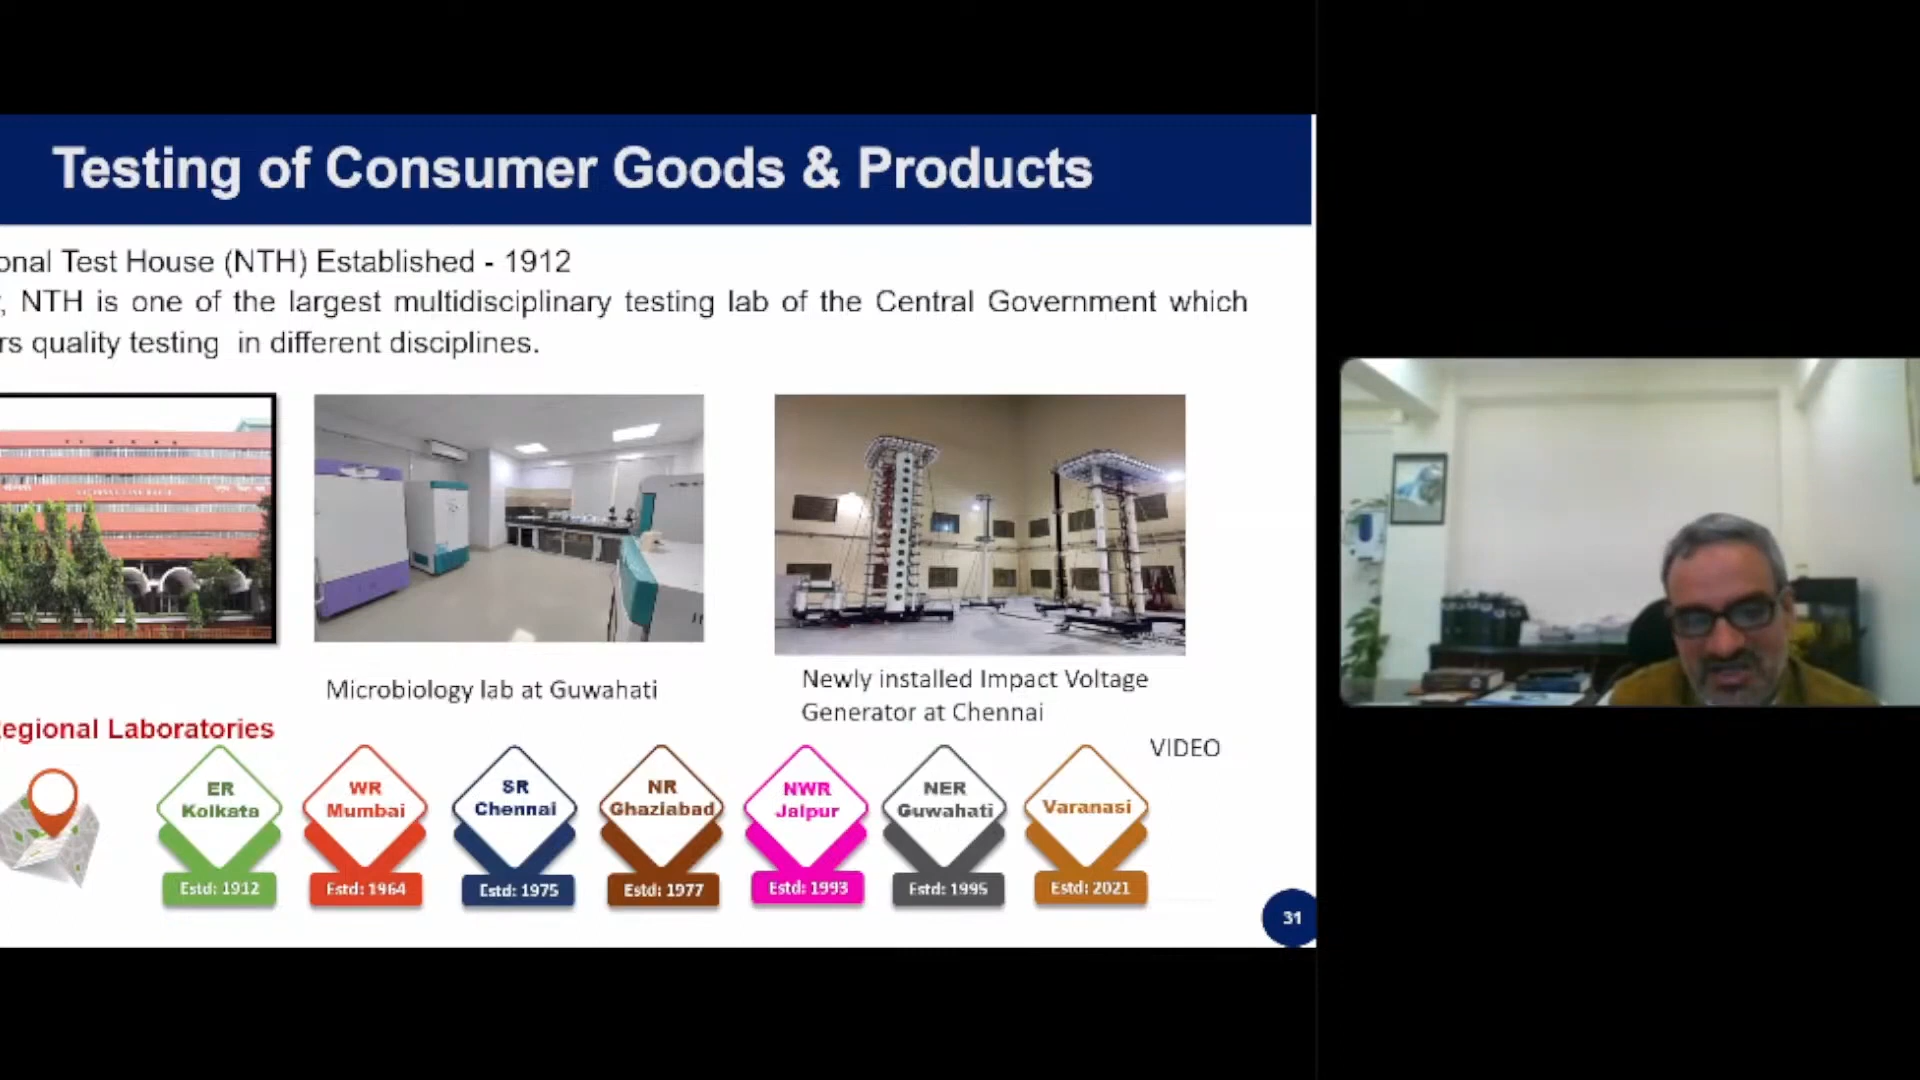 Testing of Consumer Goods & Products
onal Test House (NTH) Established - 1912
, NTH is one of the largest multidisciplinary testing lab of the Central Government which
rs quality testing in different disciplines.
Microbiology lab at Guwahati
Newly installed Impact Voltage
Generator at Chennai
VIDEO
egional Laboratories
ER
Kolkata
Estd: 1912
WR
Mumbai
Estd: 1964
SR
Chennai
Estd: 1975
NR
Ghaziabad
Estd: 1977
NWR
Jaipur
Estd: 1993
NER
Guwahati
Estd: 1995
Varanasi
Estd: 2021
31